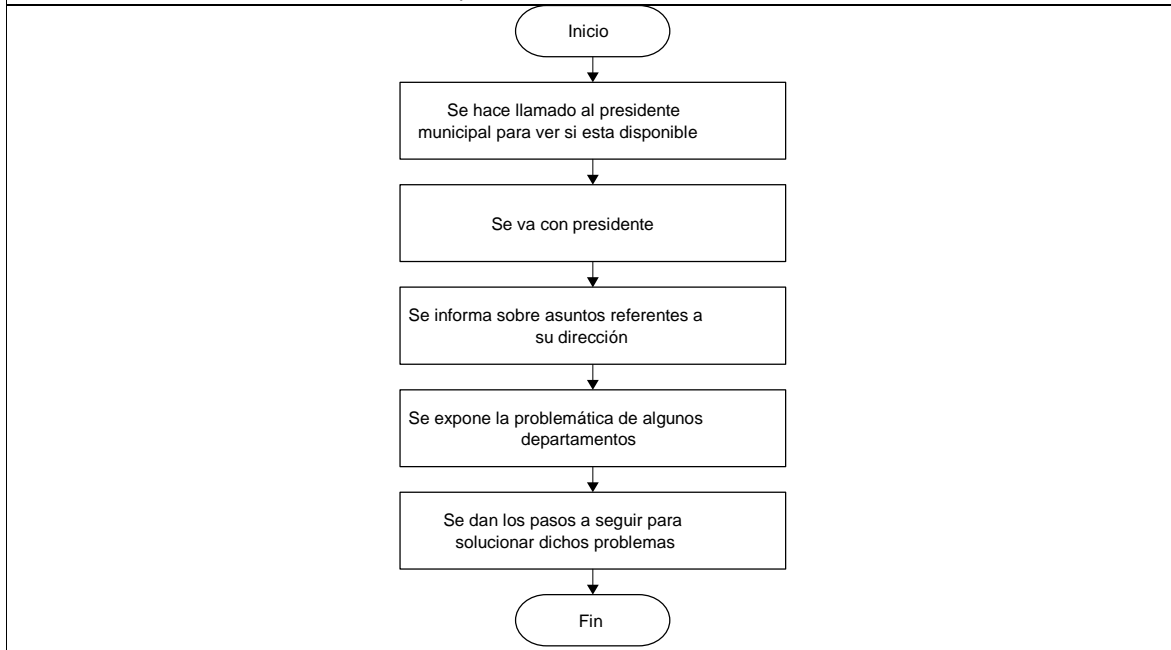 Inicio
Se hace llamado al presidente
municipal para ver si esta disponible
Se va con presidente
Se informa sobre asuntos referentes a
su dirección
Se expone la problemática de algunos
departamentos
Se dan los pasos a seguir para
solucionar dichos problemas
Fin